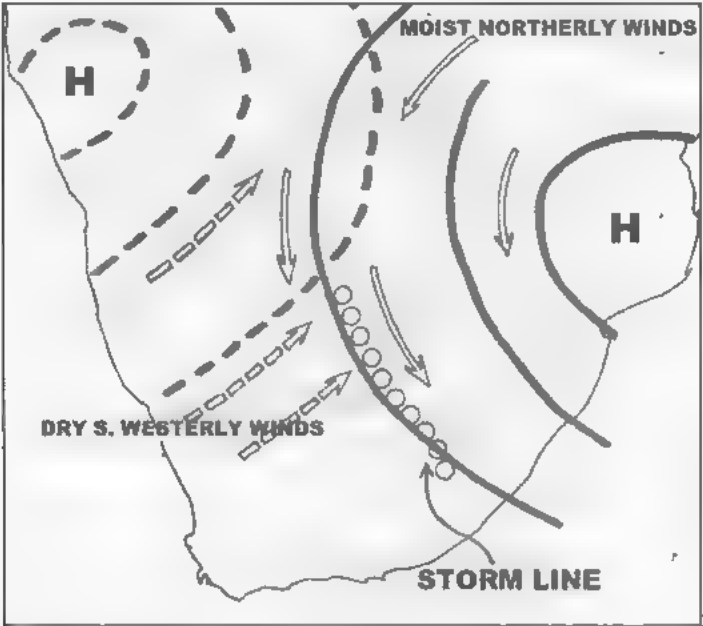 MOIST NORTHERLY WINDS
H
H
DRY S. WESTERLY WINDS
STORM LINE